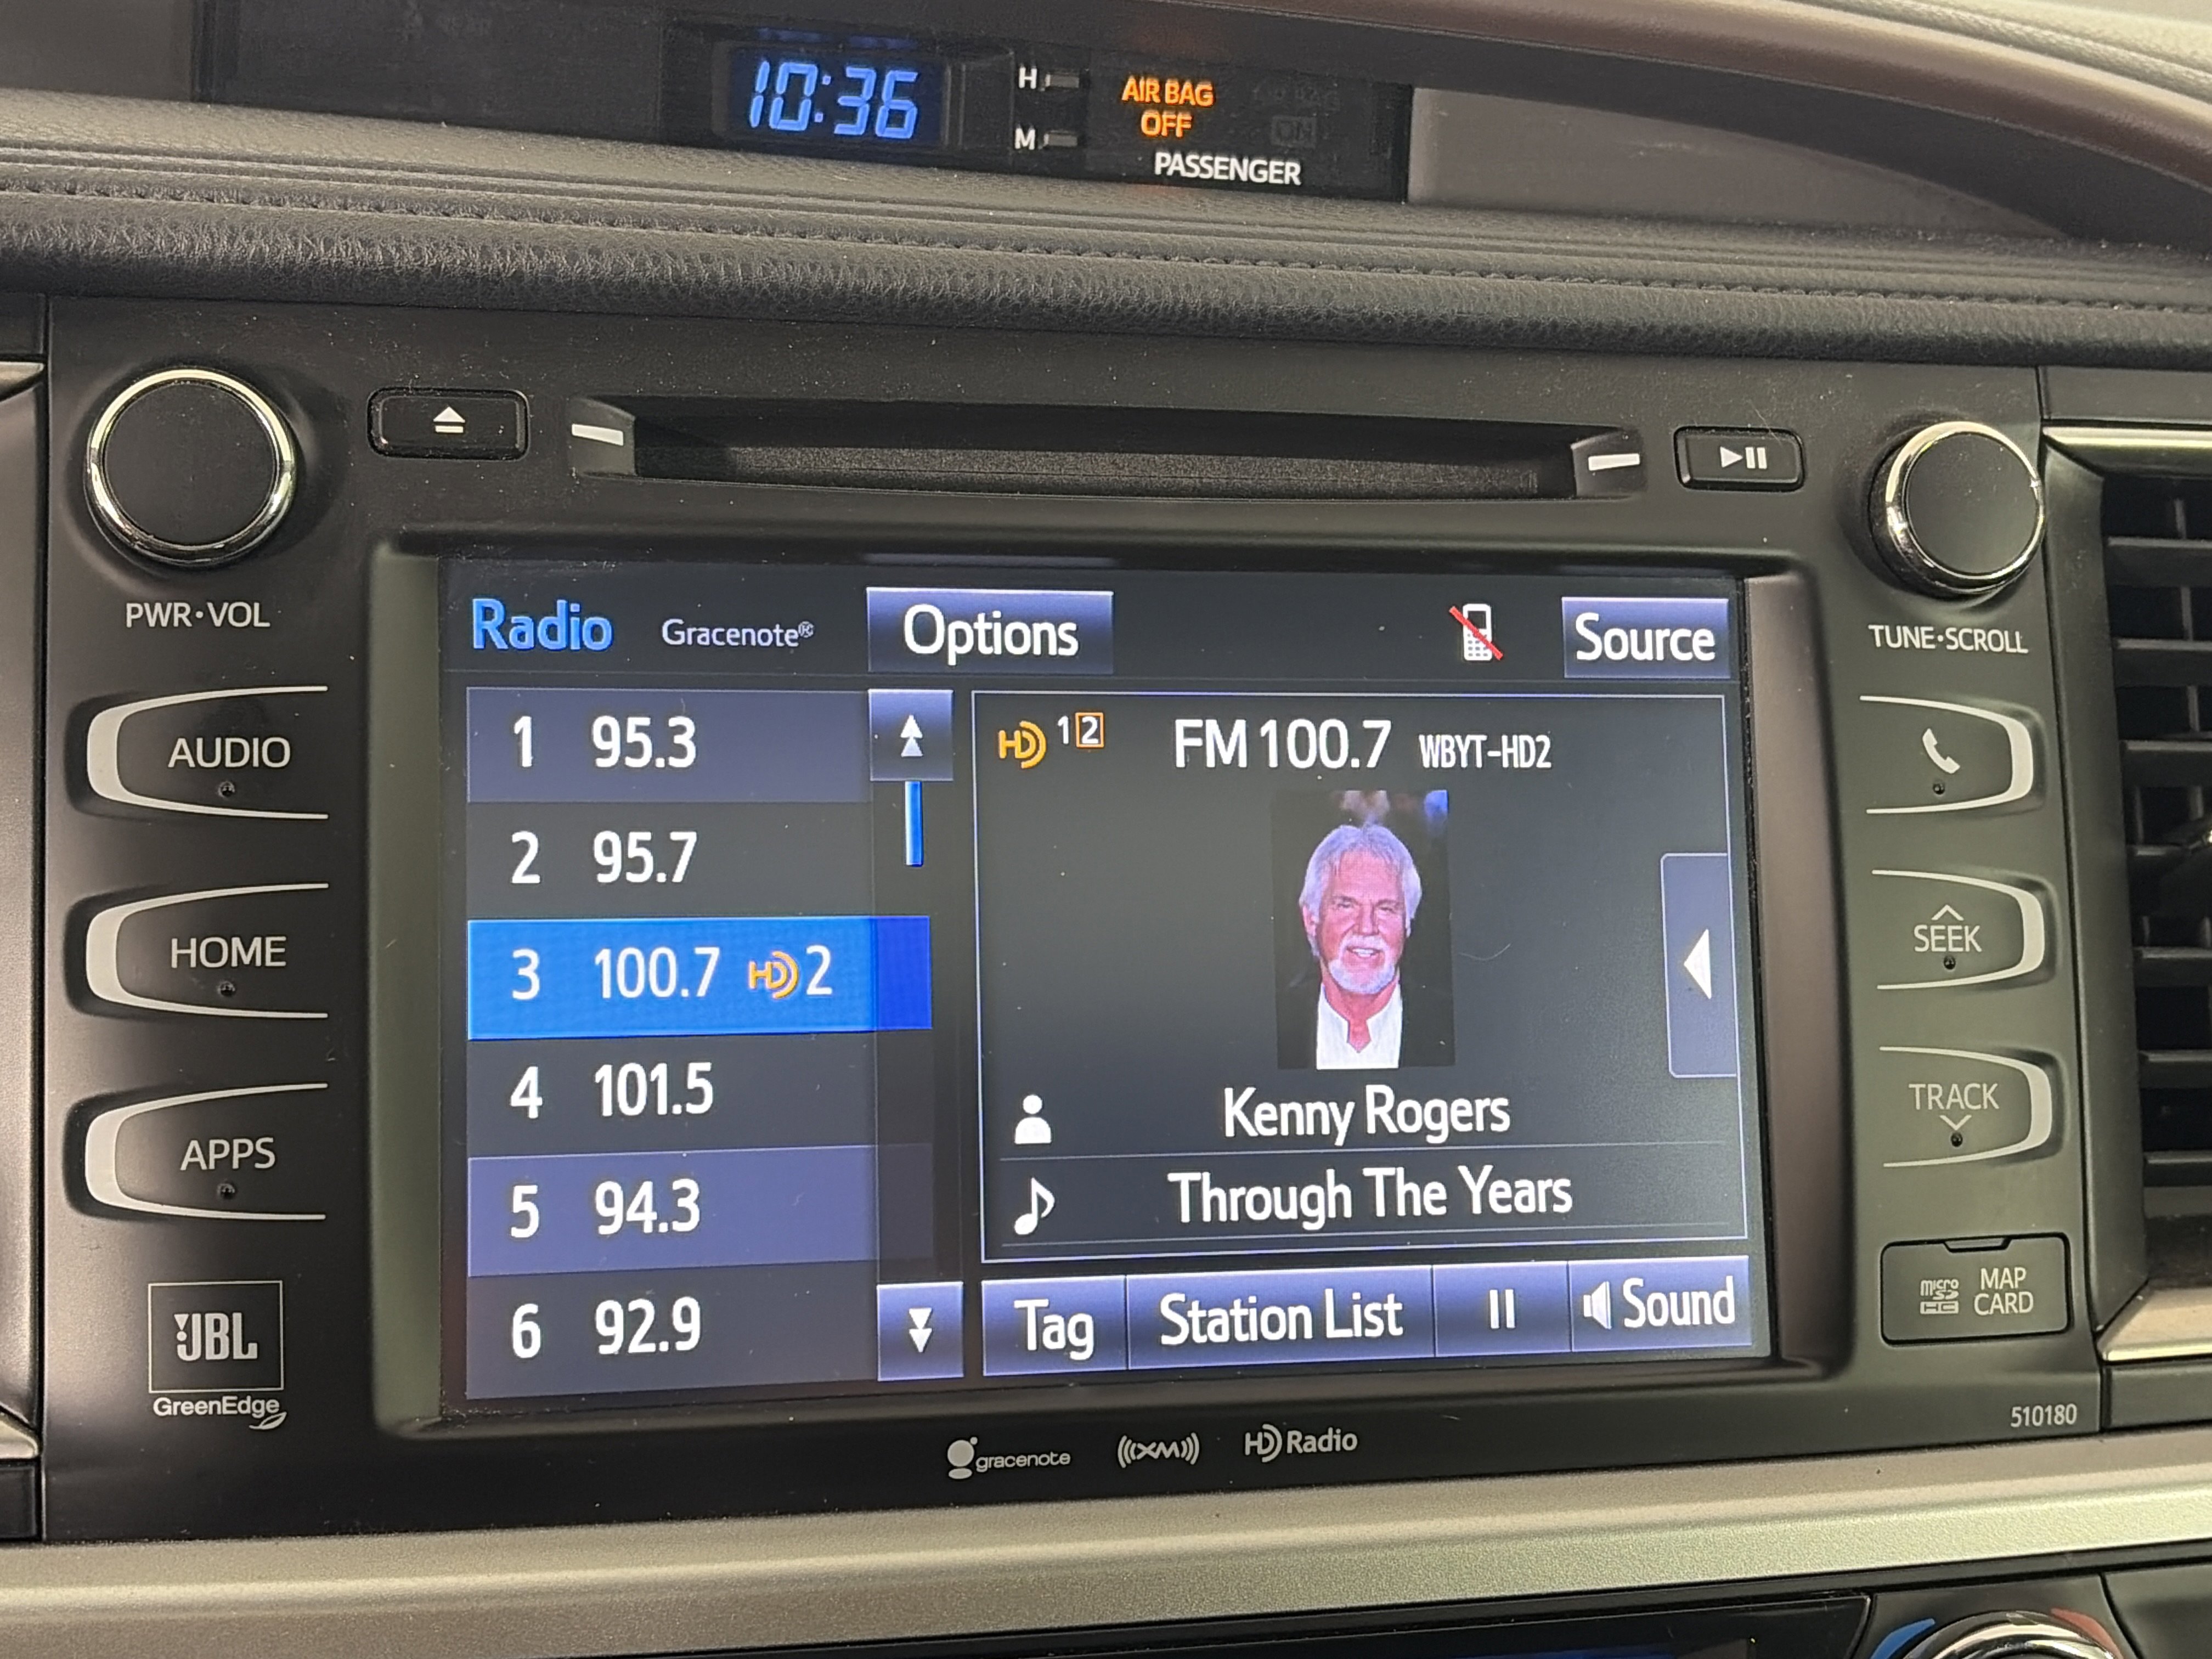 10:36
H
M
AIR BAG
OFF
PASSENGER
PWR•VOL
TUNE•SCROLL
Radio Gracenote® Options Source
AUDIO
HOME
APPS
JBL
GreenEdge
1 95.3
2 95.7
3 100.7 HD 2
4 101.5
5 94.3
6 92.9
HD 1 2 FM 100.7 WBYT-HD2
Kenny Rogers
Through The Years
Tag Station List Sound
SEEK
TRACK
micro SD HC
MAP
CARD
510180
gracenote ((XM)) HD Radio